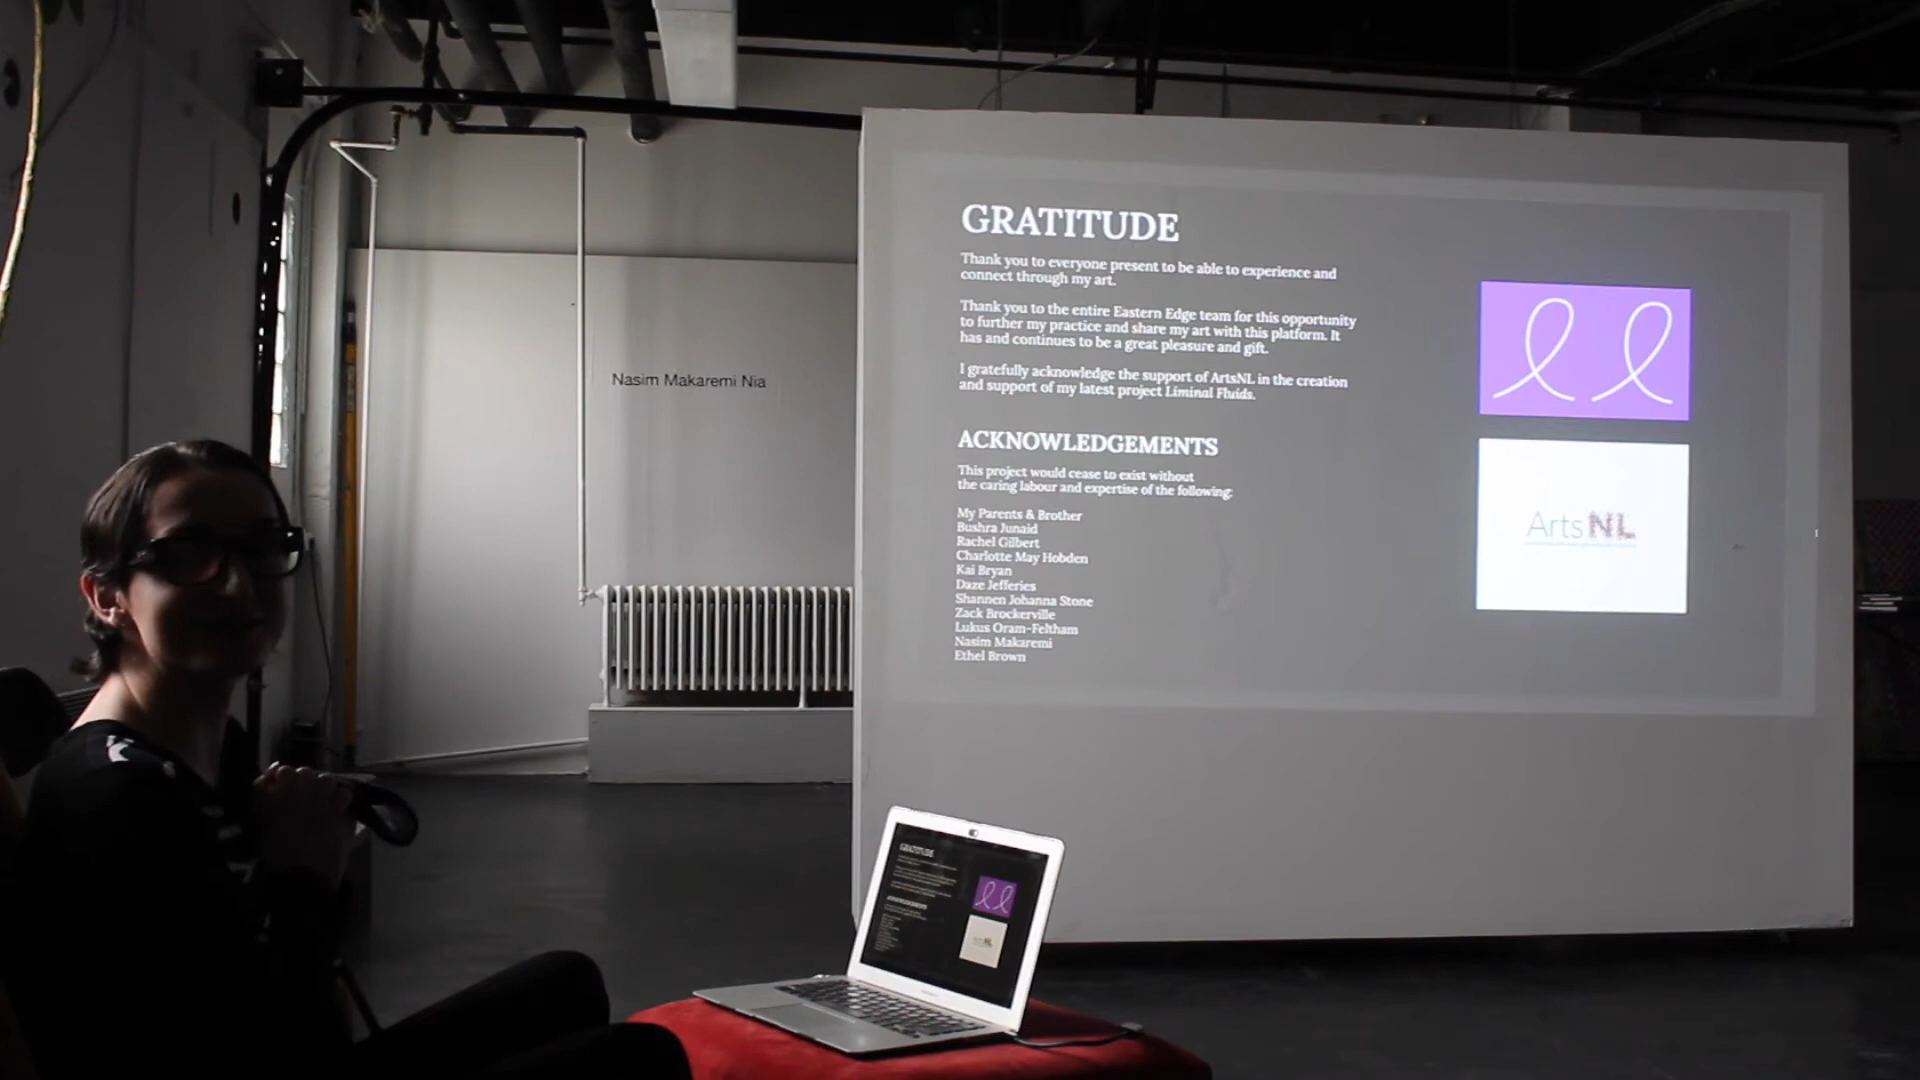 Nasim Makaremi Nia
GRATITUDE
Thank you to everyone present to be able to experience and
connect through my art.
Thank you to the entire Eastern Edge team for this opportunity
to further my practice and share my art with this platform. It
has and continues to be a great pleasure and gift.
I gratefully acknowledge the support of ArtsNL in the creation
and support of my latest project Liminal Fluids.
ACKNOWLEDGEMENTS
This project would cease to exist without
the caring labour and expertise of the following:
My Parents & Brother
Bushra Junaid
Rachel Gilbert
Charlotte May Hobden
Kai Bryan
Daze Jefferies
Shannen Johanna Stone
Zack Brockerville
Lukus Oram-Feltham
Nasim Makaremi
Ethel Brown
ArtsNL
GRATITUDE
ACKNOWLEDGEMENTS